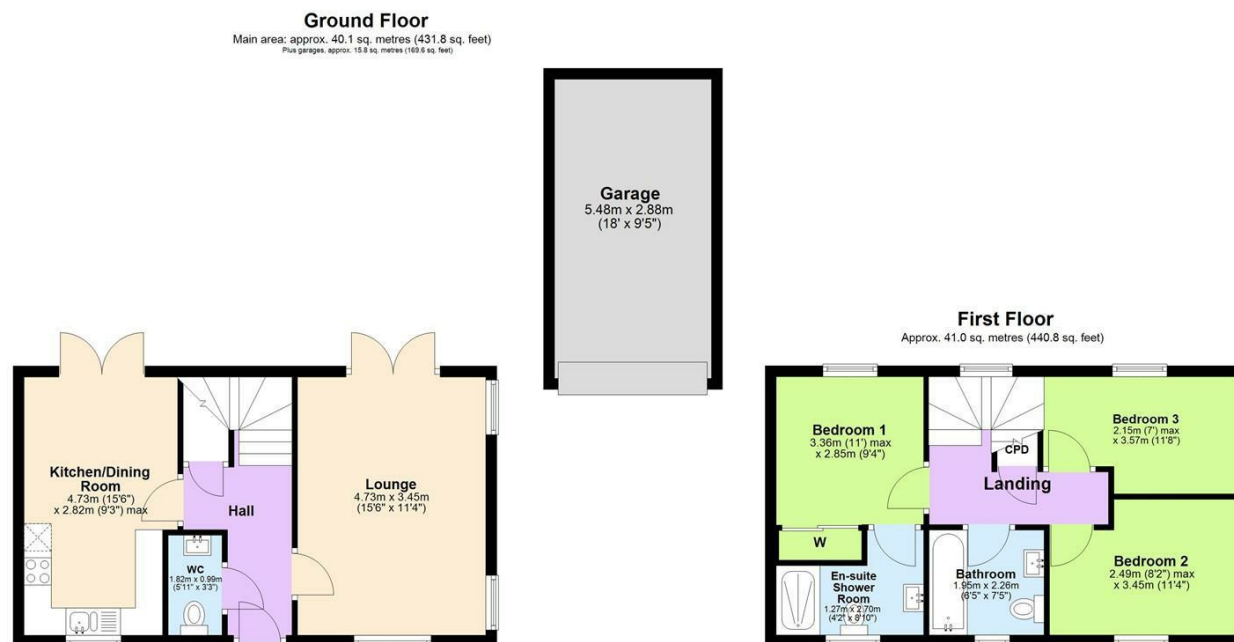 Ground Floor
Main area: approx. 40.1 sq. metres (431.8 sq. feet)
Plus garages, approx. 15.8 sq. metres (169.6 sq. feet)
Garage
5.48m x 2.88m
(18' x 9'5")
Kitchen/Dining
Room
4.73m (15'6")
x 2.82m (9'3") max
Hall
WC
1.82m x 0.99m
(5'11" x 3'3")
Lounge
4.73m x 3.45m
(15'6" x 11'4")
First Floor
Approx. 41.0 sq. metres (440.8 sq. feet)
Bedroom 1
3.36m (11') max
x 2.85m (9'4")
W
En-suite
Shower
Room
1.27m x 2.70m
(4'2" x 8'10")
CPD
Landing
Bathroom
1.95m x 2.26m
(6'5" x 7'5")
Bedroom 3
2.15m (7') max
x 3.57m (11'8")
Bedroom 2
2.49m (8'2") max
x 3.45m (11'4")